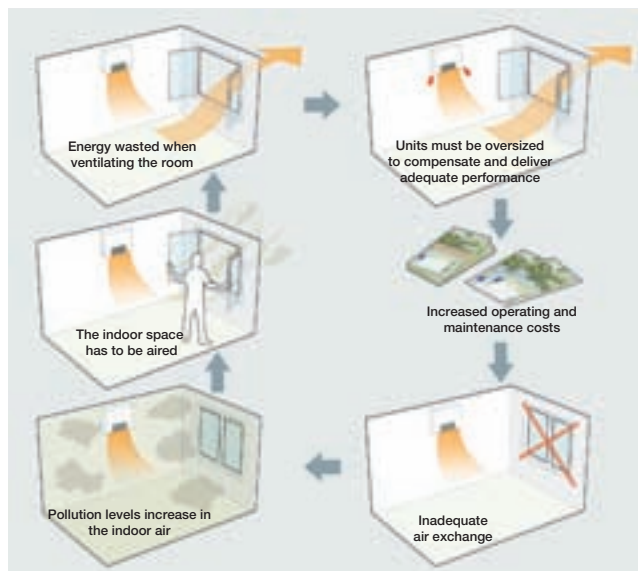 Energy wasted when
ventilating the room
Units must be oversized
to compensate and deliver
adequate performance
Increased operating and
maintenance costs
Inadequate
air exchange
Pollution levels increase in
the indoor air
The indoor space
has to be aired